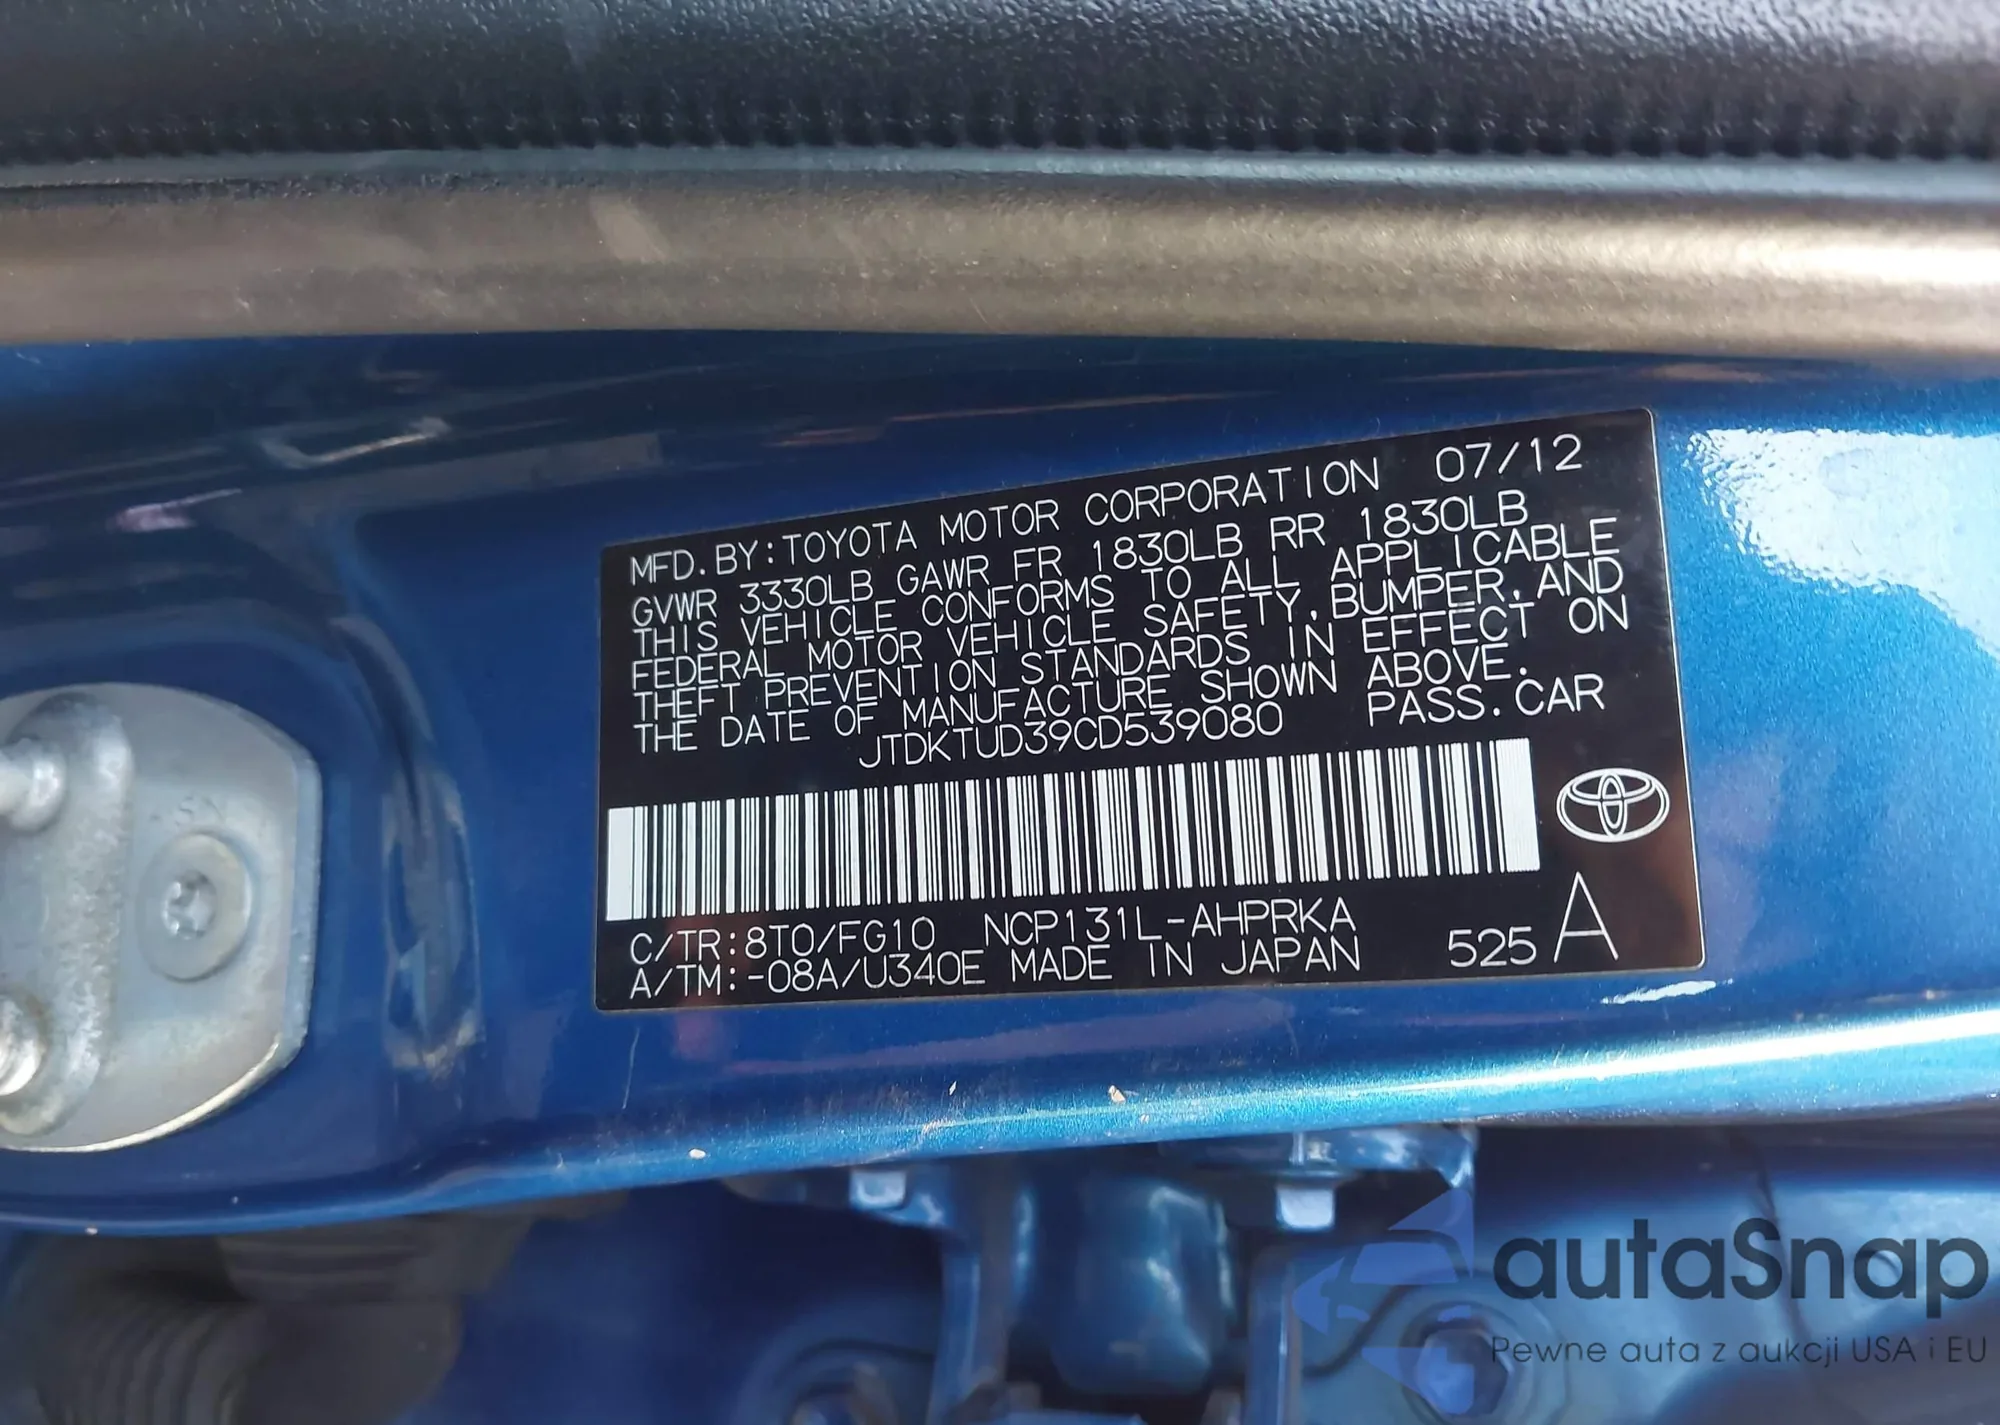 MFD. BY: TOYOTA MOTOR CORPORATION 07/12
GVWR 3330LB GAWR FR 1830LB RR 1830LB
THIS VEHICLE CONFORMS TO ALL APPLICABLE
FEDERAL MOTOR VEHICLE SAFETY, BUMPER, AND
THEFT PREVENTION STANDARDS IN EFFECT ON
THE DATE OF MANUFACTURE SHOWN ABOVE.
JTDKTUD39CD539080 PASS. CAR
C/TR:8T0/FG10 NCP131L-AHPRKA
A/TM:-08A/U340E MADE IN JAPAN 525 A
autaSnap
Pewne auta z aukcji USA i EU